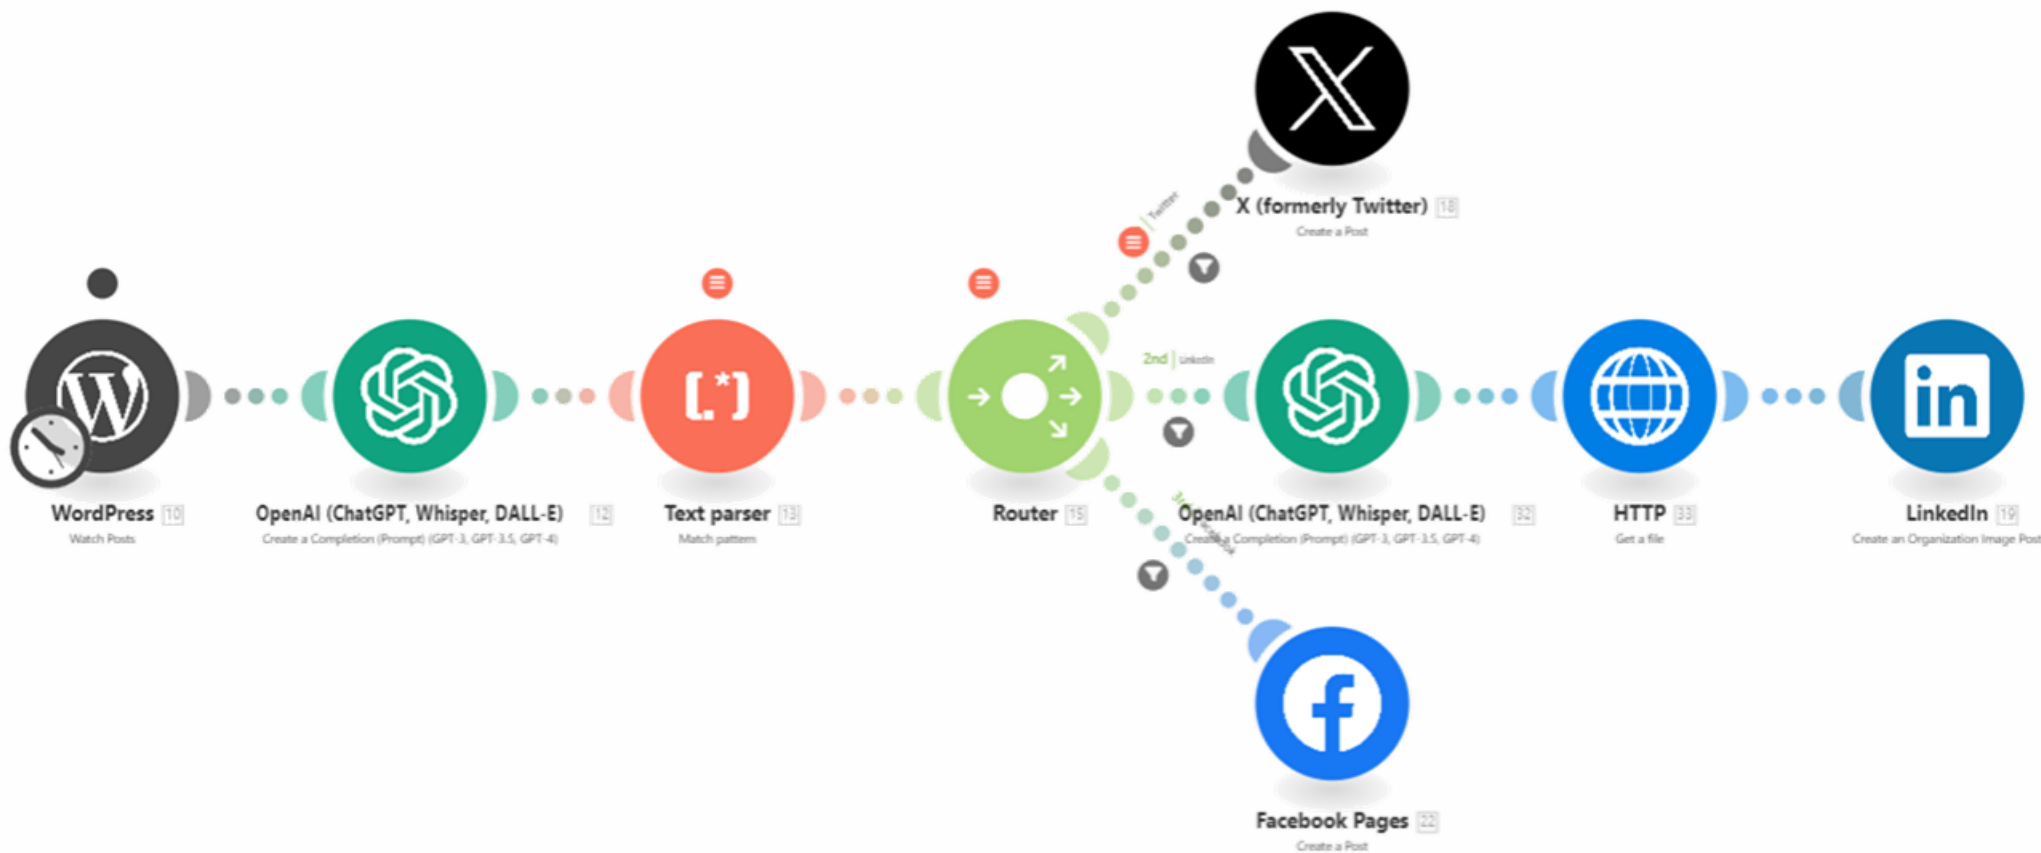 X (formerly Twitter) 18
Create a Post
Twitter
2nd | LinkedIn
3rd
Facebook
WordPress 10
Watch Posts
OpenAI (ChatGPT, Whisper, DALL-E) 12
Create a Completion (Prompt) (GPT-3, GPT-3.5, GPT-4)
[.*]
Text parser 13
Match pattern
Router 15
OpenAI (ChatGPT, Whisper, DALL-E) 32
Create a Completion (Prompt) (GPT-3, GPT-3.5, GPT-4)
HTTP 33
Get a file
in
LinkedIn 19
Create an Organization Image Post
Facebook Pages 22
Create a Post